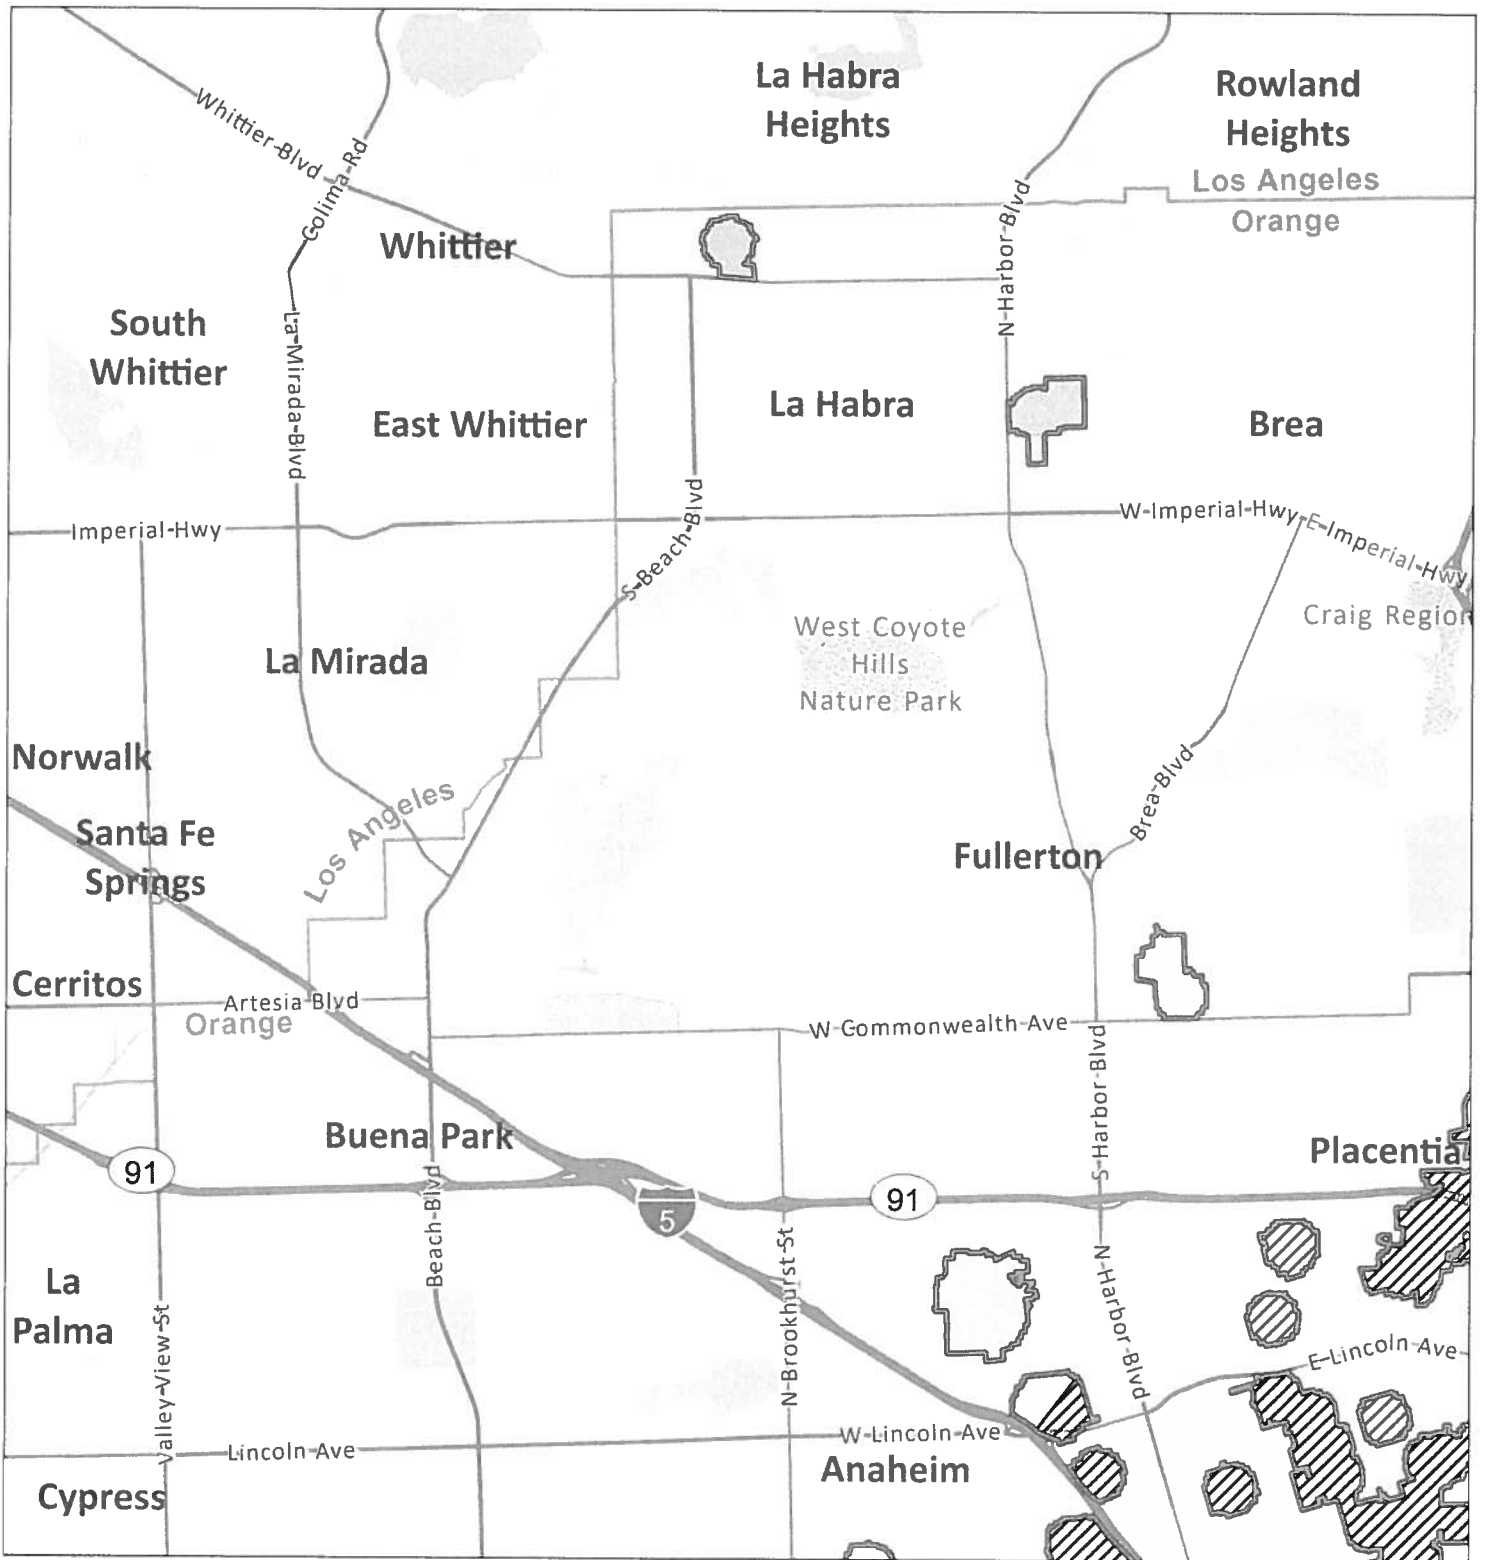 La Habra
Heights
Rowland
Heights
Los Angeles
Orange
Whittier-Blvd
Colima-Rd
N-Harbor-Blvd
Whittier
South
Whittier
La-Mirada-Blvd
East Whittier
La Habra
Brea
S-Beach-Blvd
Imperial-Hwy
W-Imperial-Hwy
E-Imperial-Hwy
West Coyote
Hills
Nature Park
Craig Region
La Mirada
Norwalk
Los Angeles
Brea-Blvd
Santa Fe
Springs
Fullerton
Cerritos
Artesia Blvd
Orange
W-Commonwealth-Ave
S-Harbor-Blvd
Buena Park
Placentia
91
91
5
Beach-Blvd
N-Brookhurst-St
N-Harbor-Blvd
La
Palma
Valley-View-St
E-Lincoln-Ave
Lincoln-Ave
W-Lincoln-Ave
Anaheim
Cypress